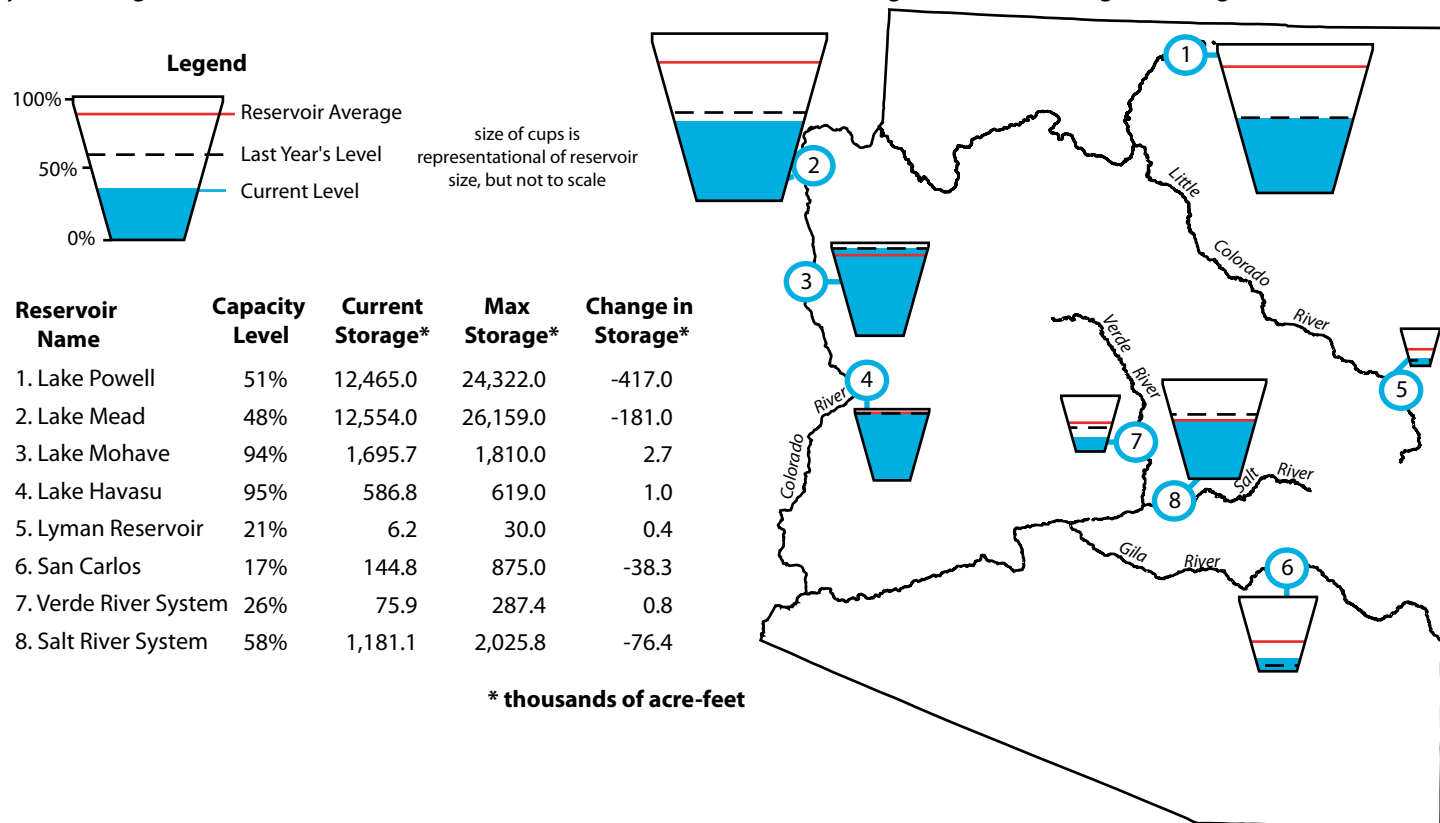 Legend
100%
50%
0%
Reservoir Average
Last Year's Level
Current Level
size of cups is
representational of reservoir
size, but not to scale
Reservoir Name Capacity Level Current Storage* Max Storage* Change in Storage*
1. Lake Powell 51% 12,465.0 24,322.0 -417.0
2. Lake Mead 48% 12,554.0 26,159.0 -181.0
3. Lake Mohave 94% 1,695.7 1,810.0 2.7
4. Lake Havasu 95% 586.8 619.0 1.0
5. Lyman Reservoir 21% 6.2 30.0 0.4
6. San Carlos 17% 144.8 875.0 -38.3
7. Verde River System 26% 75.9 287.4 0.8
8. Salt River System 58% 1,181.1 2,025.8 -76.4
* thousands of acre-feet
1
2
3
4
5
6
7
8
Little
Colorado
River
Verde
River
Colorado
River
Salt
River
Gila
River